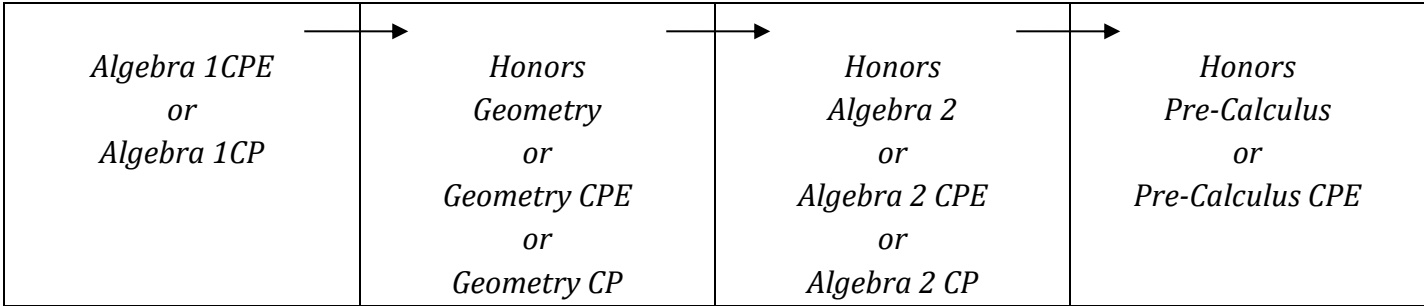 Algebra 1CPE
or
Algebra 1CP
Honors
Geometry
or
Geometry CPE
or
Geometry CP
Honors
Algebra 2
or
Algebra 2 CPE
or
Algebra 2 CP
Honors
Pre-Calculus
or
Pre-Calculus CPE